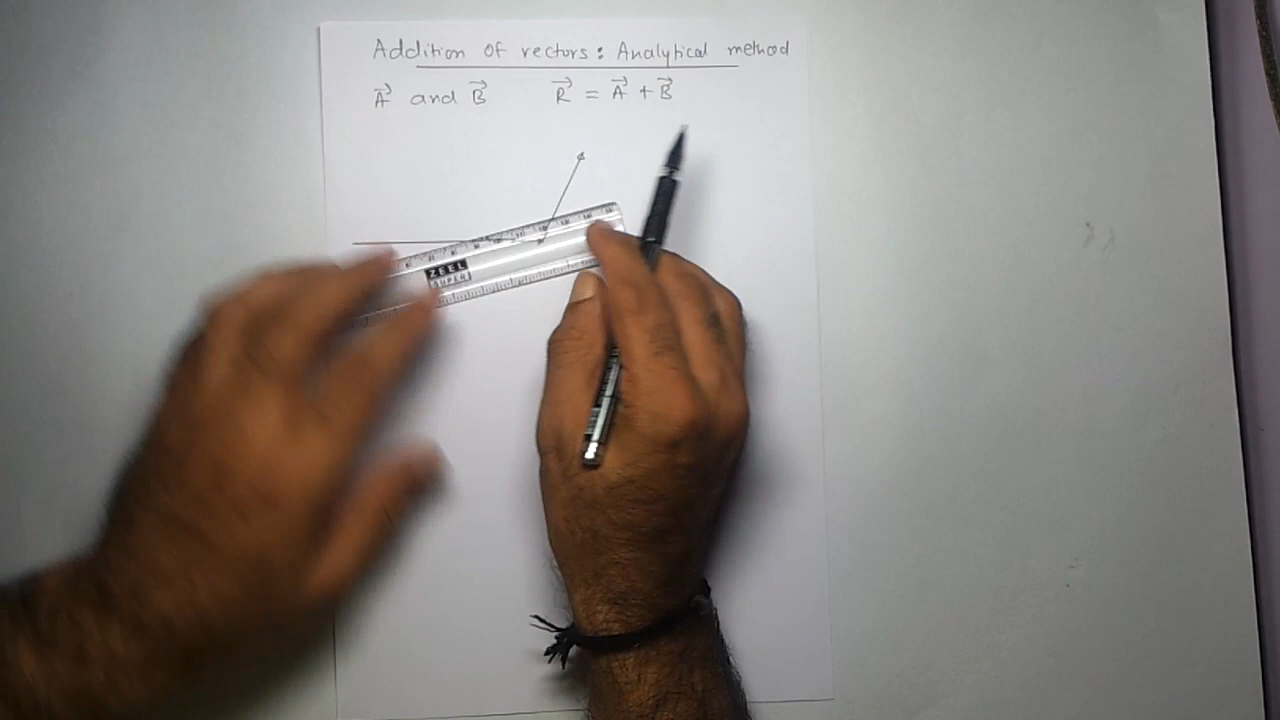 Addition of vectors : Analytical method
A⃗ and B⃗ R⃗ = A⃗ + B⃗
ZEEL
SUPER